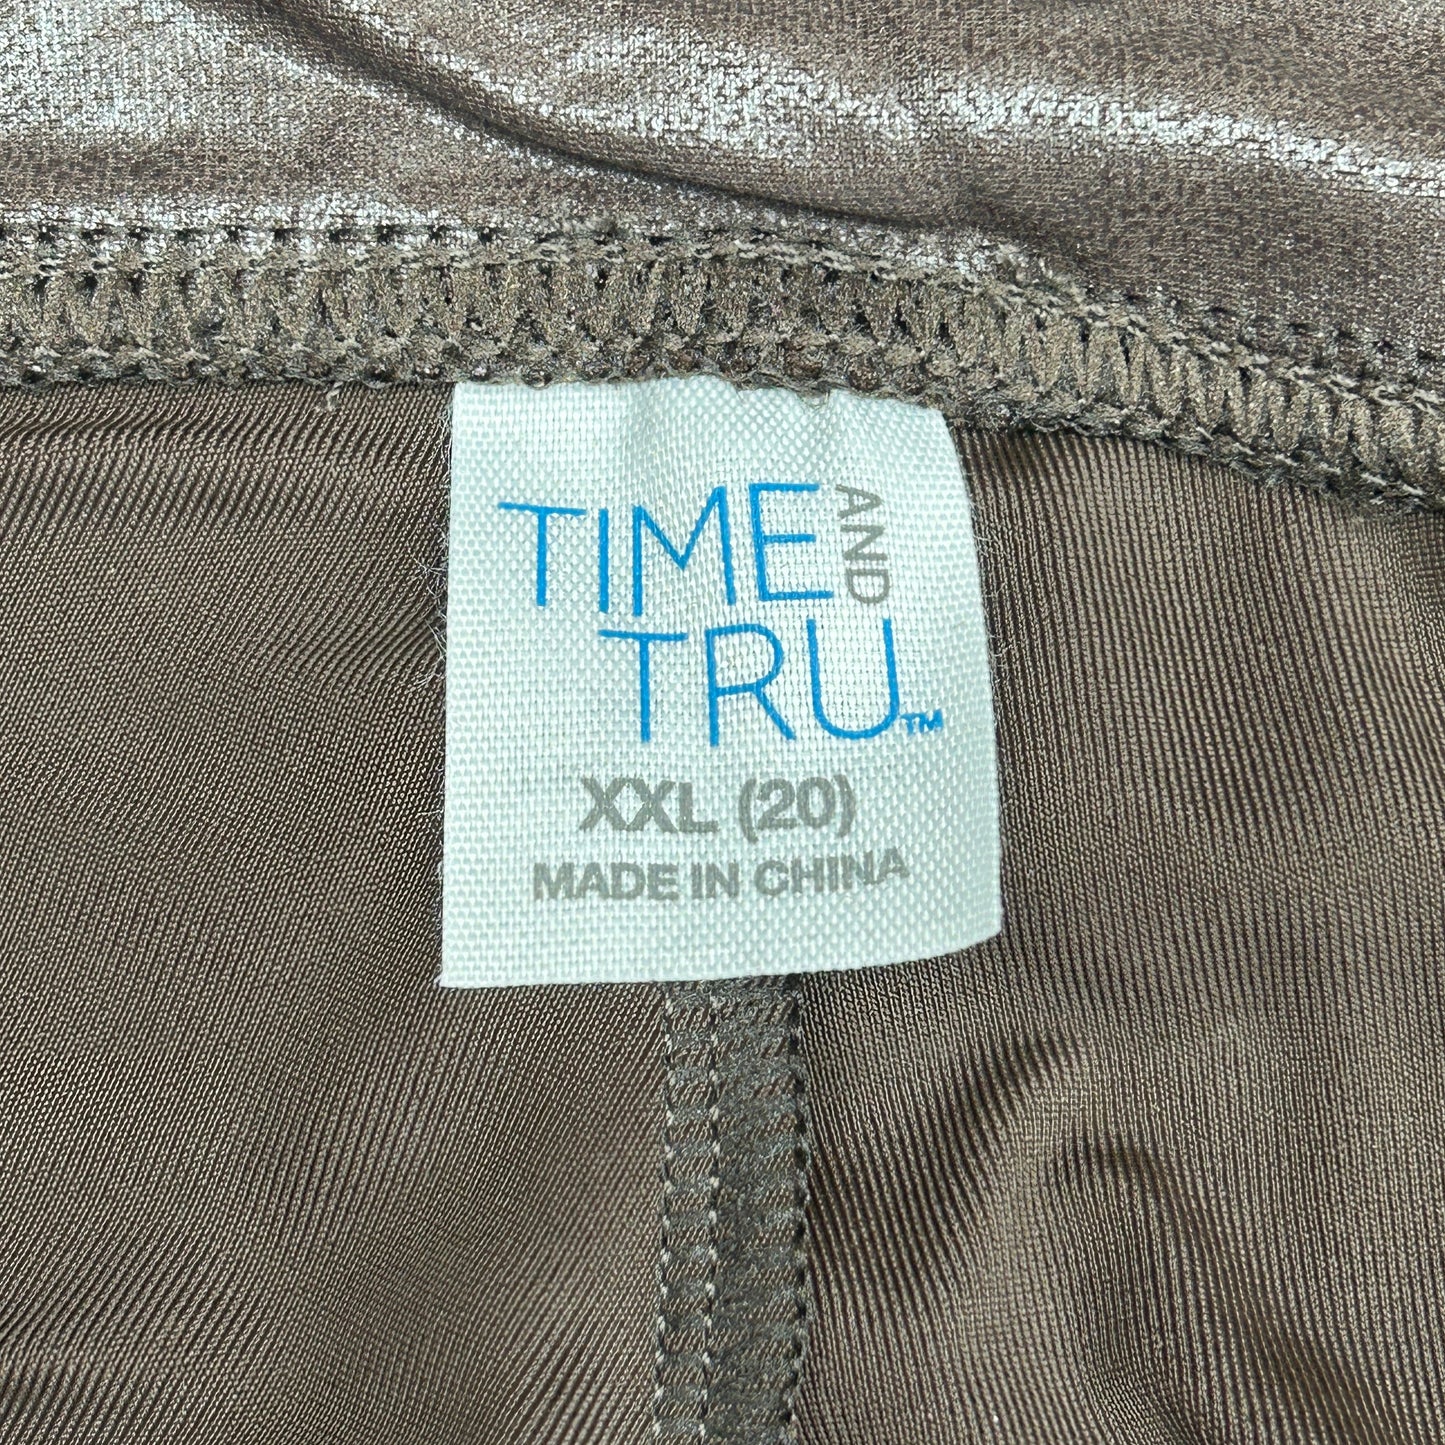 TIME AND
TRU™
XXL (20)
MADE IN CHINA